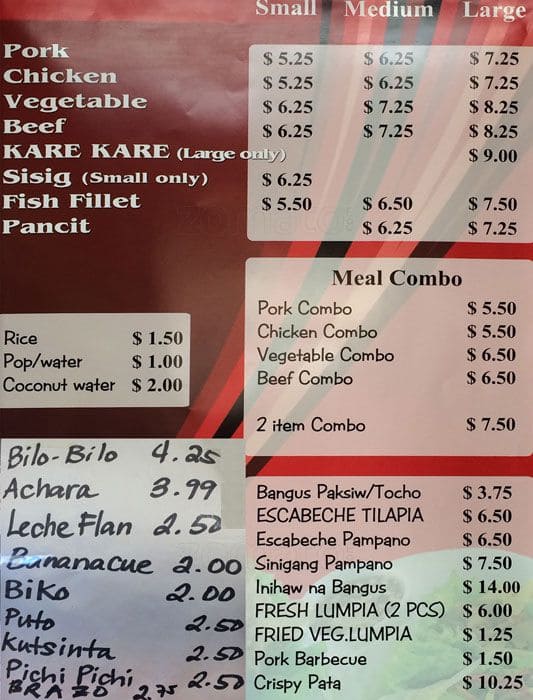 Small Medium Large
Pork $ 5.25 $ 6.25 $ 7.25
Chicken $ 5.25 $ 6.25 $ 7.25
Vegetable $ 6.25 $ 7.25 $ 8.25
Beef $ 6.25 $ 7.25 $ 8.25
KARE KARE (Large only) $ 9.00
Sisig (Small only) $ 6.25
Fish Fillet $ 5.50 $ 6.50 $ 7.50
Pancit $ 6.25 $ 7.25
Rice $ 1.50
Pop/water $ 1.00
Coconut water $ 2.00
Meal Combo
Pork Combo $ 5.50
Chicken Combo $ 5.50
Vegetable Combo $ 6.50
Beef Combo $ 6.50
2 item Combo $ 7.50
Bilo-Bilo 4.25
Achara 3.99
Leche Flan 2.50
Bananacue 2.00
Biko 2.00
Puto 2.50
Kutsinta 2.50
Pichi Pichi 2.50
BRAZO 2.75
Bangus Paksiw/Tocho $ 3.75
ESCABECHE TILAPIA $ 6.50
Escabeche Pampano $ 6.50
Sinigang Pampano $ 7.50
Inihaw na Bangus $ 14.00
FRESH LUMPIA (2 PCS) $ 6.00
FRIED VEG.LUMPIA $ 1.25
Pork Barbecue $ 1.50
Crispy Pata $ 10.25